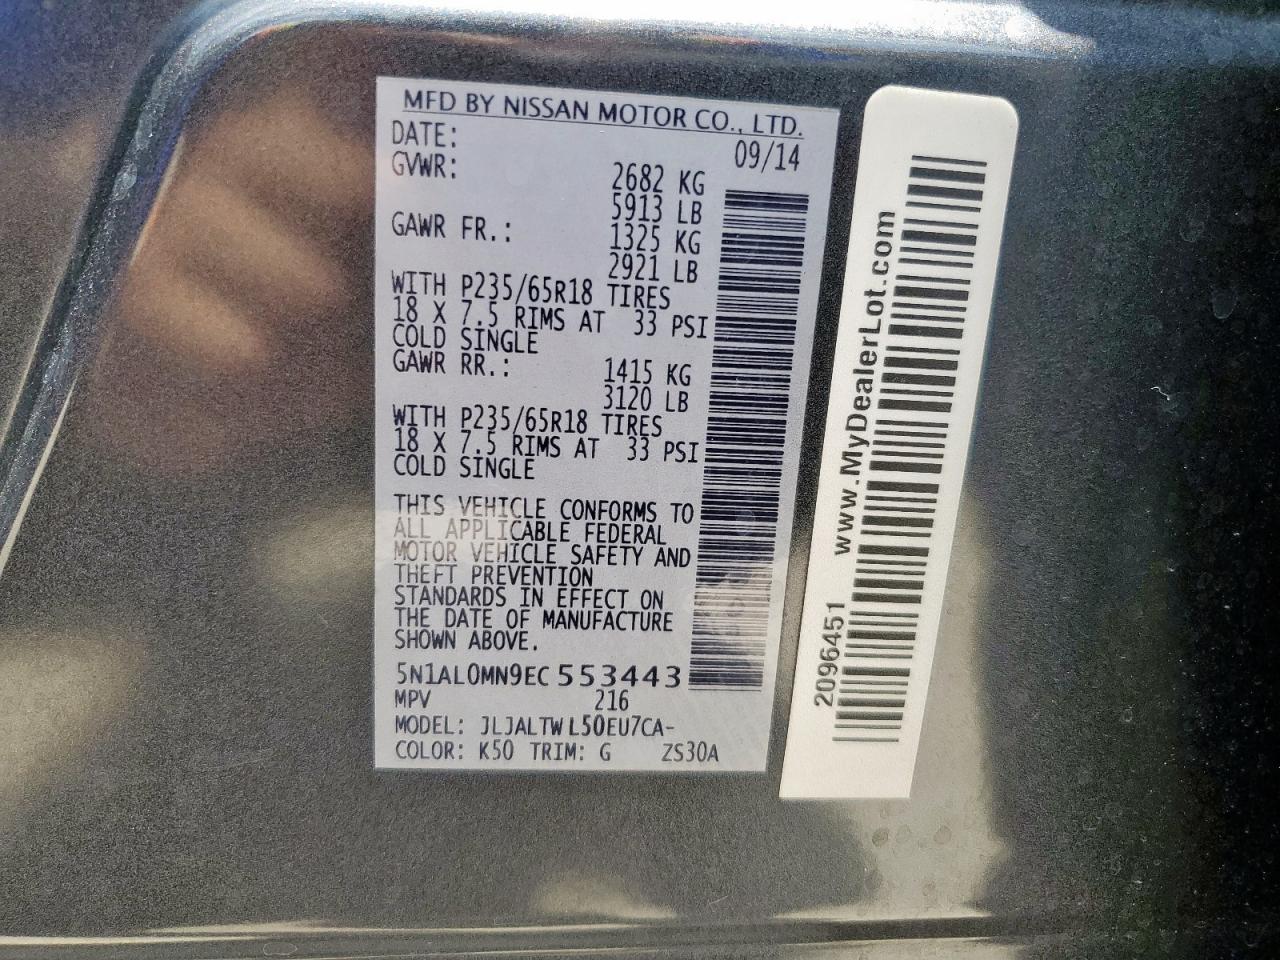 MFD BY NISSAN MOTOR CO., LTD.
DATE: 09/14
GVWR: 2682 KG
5913 LB
GAWR FR.: 1325 KG
2921 LB
WITH P235/65R18 TIRES
18 X 7.5 RIMS AT 33 PSI
COLD SINGLE
GAWR RR.: 1415 KG
3120 LB
WITH P235/65R18 TIRES
18 X 7.5 RIMS AT 33 PSI
COLD SINGLE
THIS VEHICLE CONFORMS TO
ALL APPLICABLE FEDERAL
MOTOR VEHICLE SAFETY AND
THEFT PREVENTION
STANDARDS IN EFFECT ON
THE DATE OF MANUFACTURE
SHOWN ABOVE.
5N1AL0MN9EC 553443
MPV 216
MODEL: JLJALTW L50EU7CA-
COLOR: K50 TRIM: G ZS30A
2096451 www.MyDealerLot.com